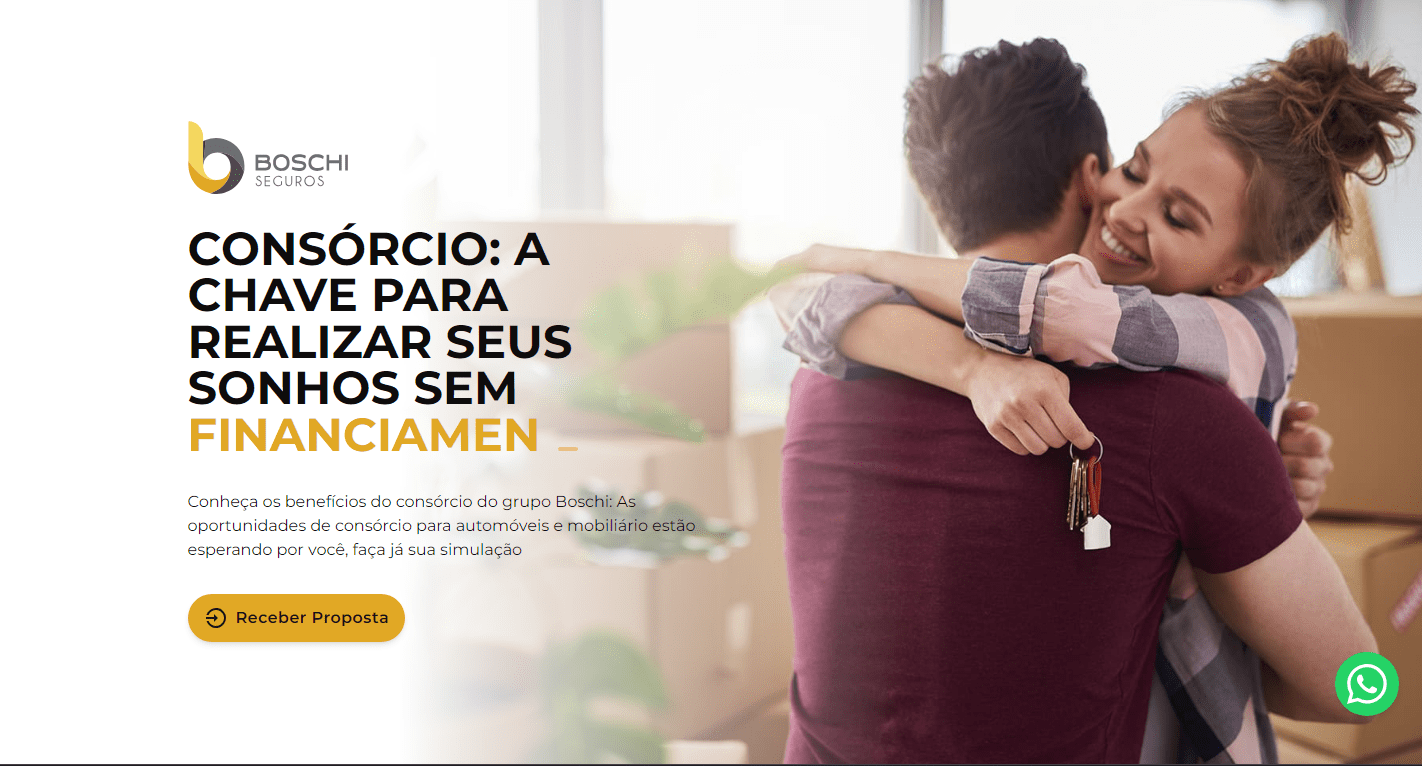 BOSCHI
SEGUROS
CONSÓRCIO: A
CHAVE PARA
REALIZAR SEUS
SONHOS SEM
FINANCIAMEN _
Conheça os benefícios do consórcio do grupo Boschi: As
oportunidades de consórcio para automóveis e mobiliário estão
esperando por você, faça já sua simulação
Receber Proposta